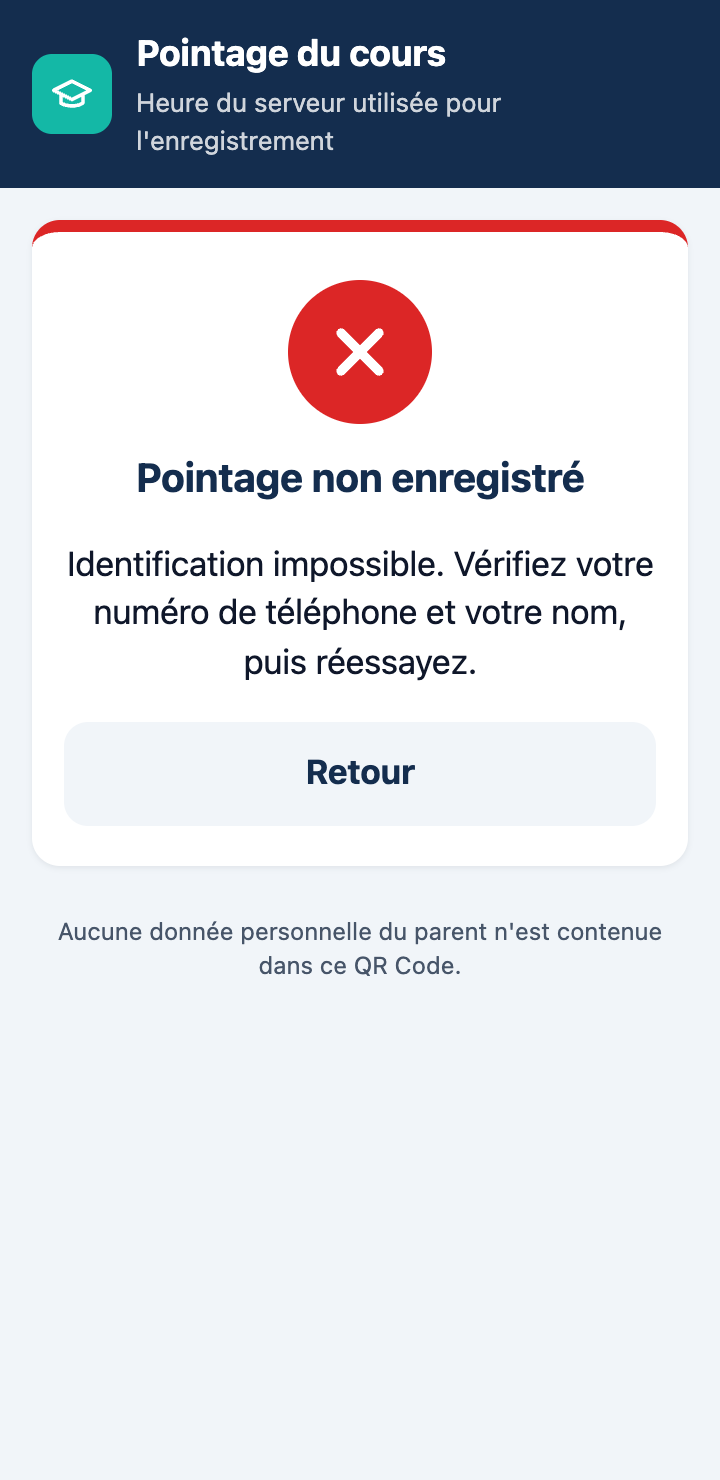 Pointage du cours
Heure du serveur utilisée pour
l'enregistrement
Pointage non enregistré
Identification impossible. Vérifiez votre
numéro de téléphone et votre nom,
puis réessayez.
Retour
Aucune donnée personnelle du parent n'est contenue
dans ce QR Code.